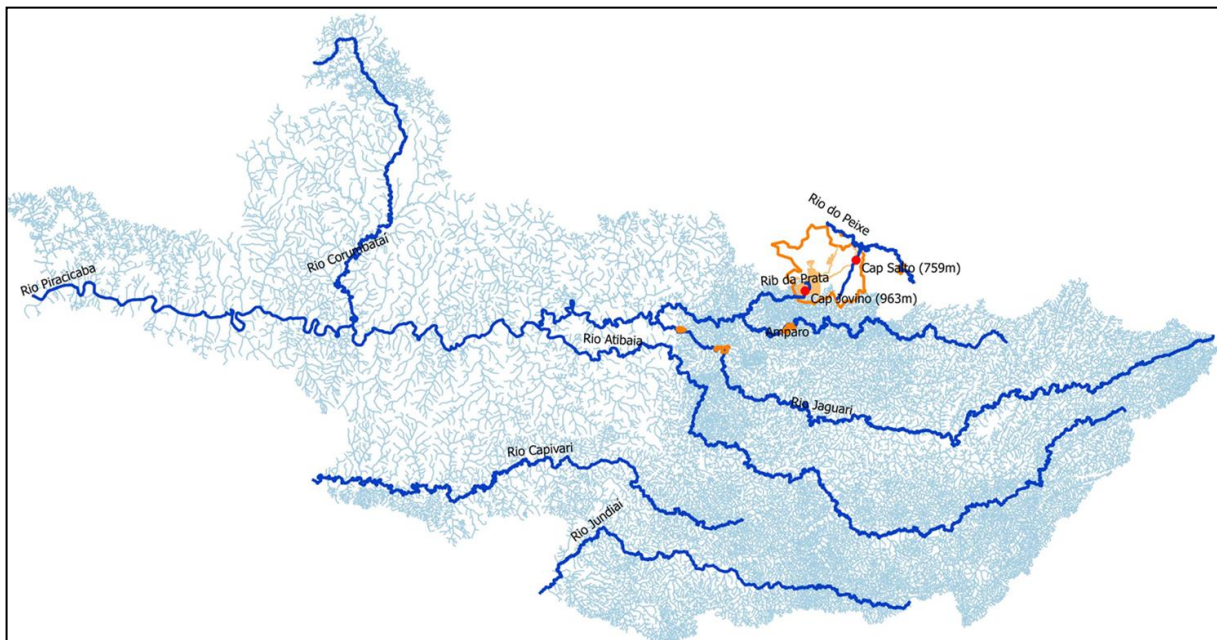 Rio do Peixe
Rio Corumbataí
Cap Salto (759m)
Rio Piracicaba
Rib da Prata
Cap Jovino (963m)
Amparo
Rio Atibaia
Rio Jaguari
Rio Capivari
Rio Jundiaí